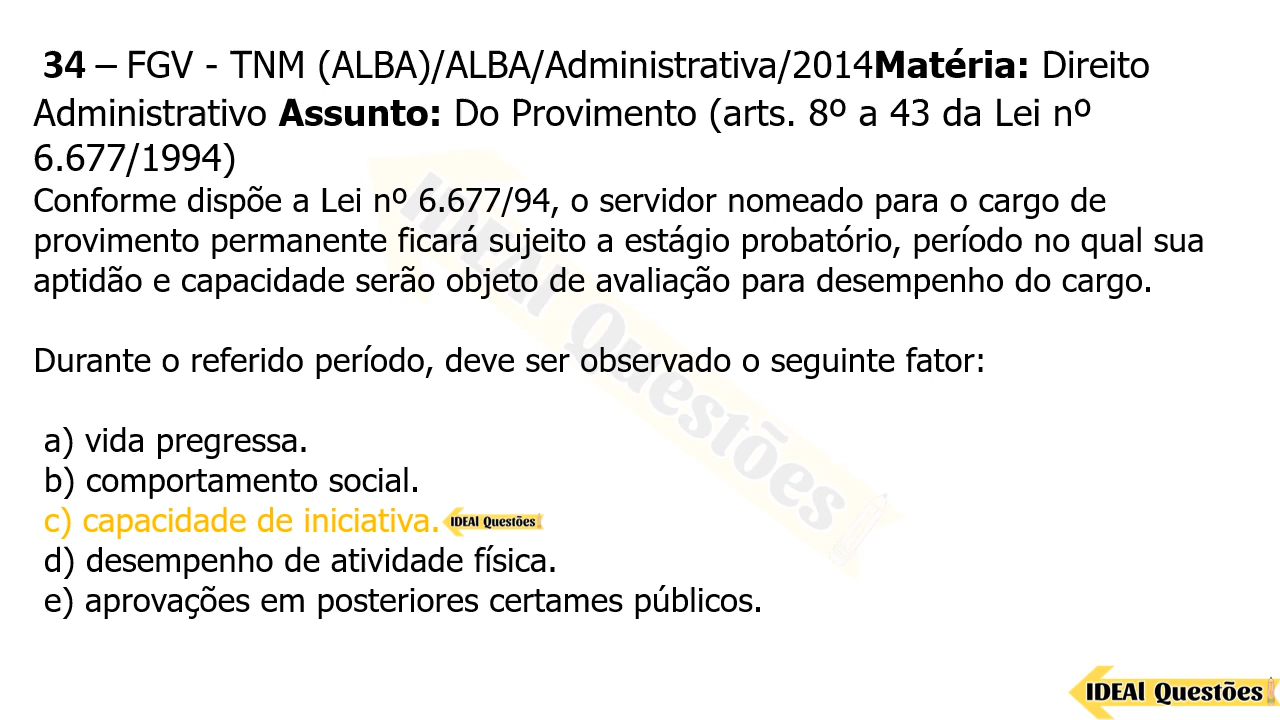 34 – FGV - TNM (ALBA)/ALBA/Administrativa/2014Matéria: Direito
Administrativo Assunto: Do Provimento (arts. 8º a 43 da Lei nº
6.677/1994)
Conforme dispõe a Lei nº 6.677/94, o servidor nomeado para o cargo de
provimento permanente ficará sujeito a estágio probatório, período no qual sua
aptidão e capacidade serão objeto de avaliação para desempenho do cargo.
Durante o referido período, deve ser observado o seguinte fator:
a) vida pregressa.
b) comportamento social.
c) capacidade de iniciativa. IDEAl Questões
d) desempenho de atividade física.
e) aprovações em posteriores certames públicos.
IDEAl Questões
IDEAl Questões